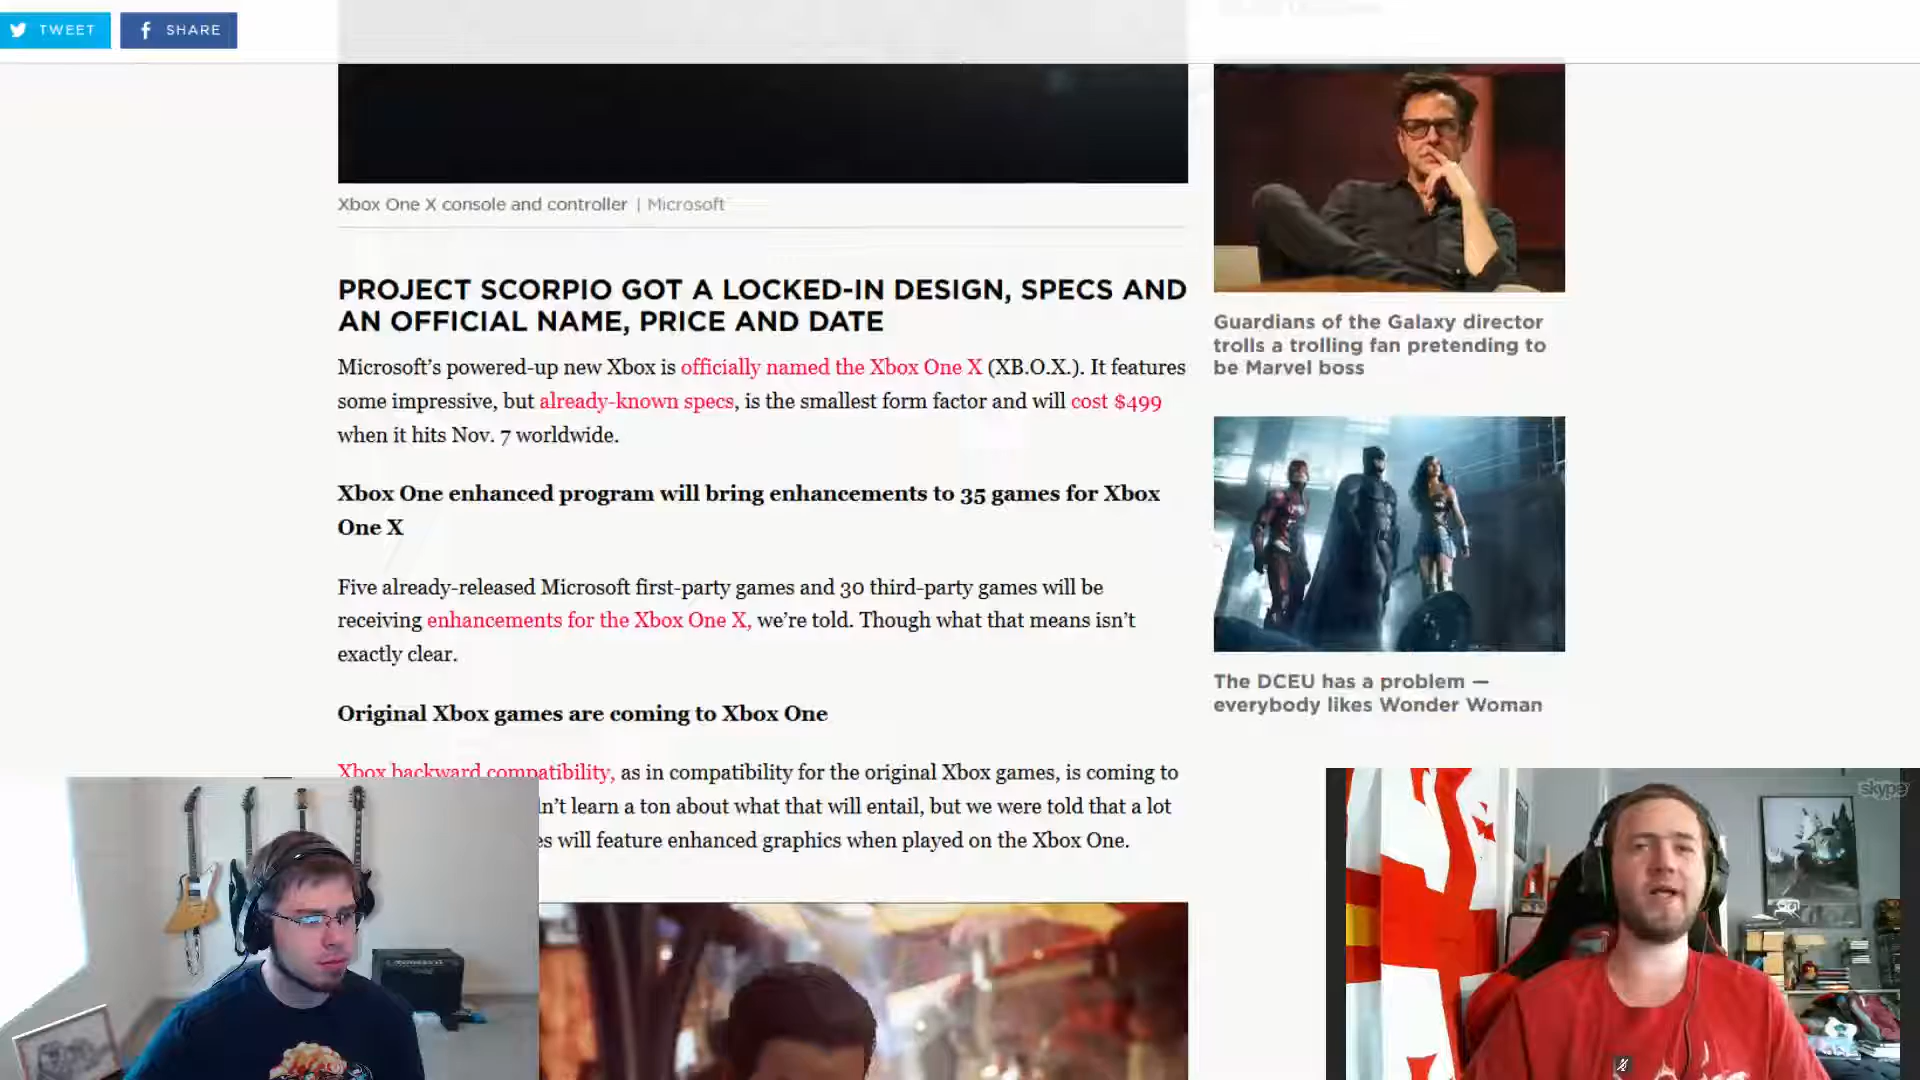 TWEET
SHARE
Xbox One X console and controller | Microsoft
PROJECT SCORPIO GOT A LOCKED-IN DESIGN, SPECS AND
AN OFFICIAL NAME, PRICE AND DATE
Microsoft’s powered-up new Xbox is officially named the Xbox One X (XB.O.X.). It features
some impressive, but already-known specs, is the smallest form factor and will cost $499
when it hits Nov. 7 worldwide.
Xbox One enhanced program will bring enhancements to 35 games for Xbox
One X
Five already-released Microsoft first-party games and 30 third-party games will be
receiving enhancements for the Xbox One X, we’re told. Though what that means isn’t
exactly clear.
Original Xbox games are coming to Xbox One
Xbox backward compatibility, as in compatibility for the original Xbox games, is coming to
n’t learn a ton about what that will entail, but we were told that a lot
es will feature enhanced graphics when played on the Xbox One.
Guardians of the Galaxy director
trolls a trolling fan pretending to
be Marvel boss
The DCEU has a problem —
everybody likes Wonder Woman
skype